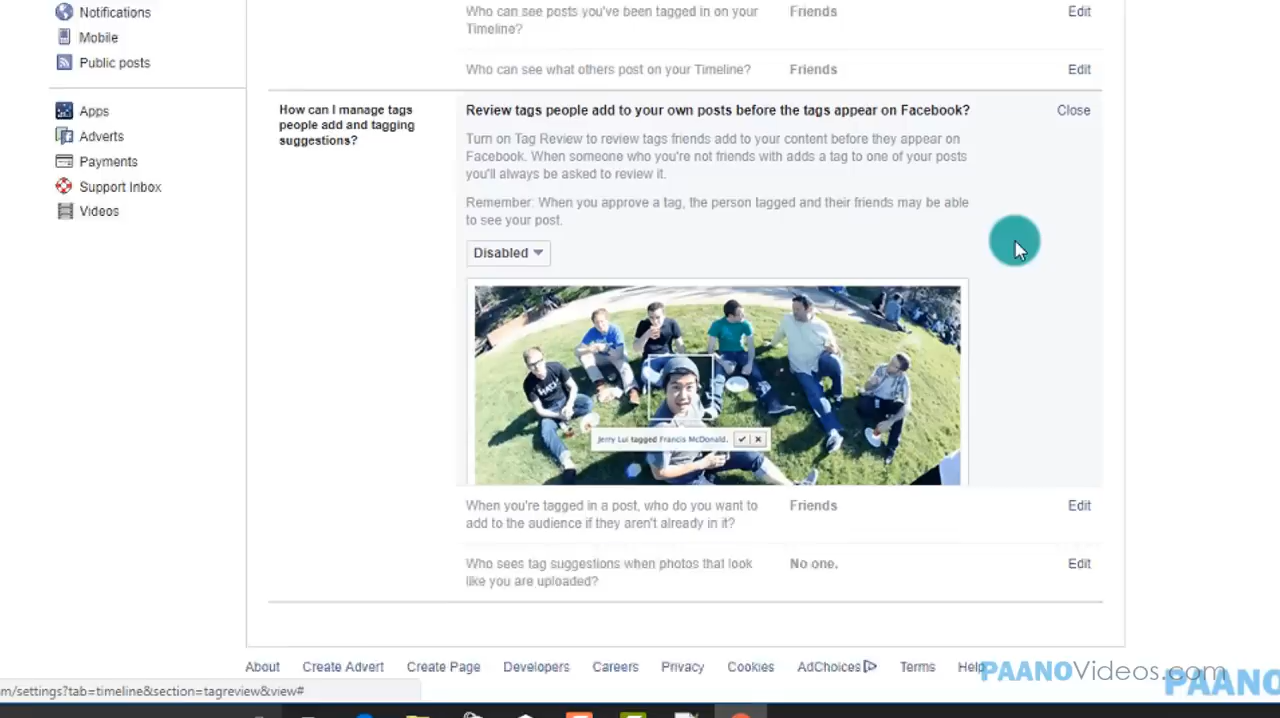 Notifications
Mobile
Public posts
Apps
Adverts
Payments
Support Inbox
Videos
Who can see posts you've been tagged in on your Timeline?
Friends
Edit
Who can see what others post on your Timeline?
Friends
Edit
How can I manage tags
people add and tagging
suggestions?
Review tags people add to your own posts before the tags appear on Facebook?
Close
Turn on Tag Review to review tags friends add to your content before they appear on
Facebook. When someone who you're not friends with adds a tag to one of your posts
you'll always be asked to review it.
Remember: When you approve a tag, the person tagged and their friends may be able
to see your post.
Disabled
Jerry Lui tagged Francis McDonald.
When you're tagged in a post, who do you want to
add to the audience if they aren't already in it?
Friends
Edit
Who sees tag suggestions when photos that look
like you are uploaded?
No one.
Edit
About
Create Advert
Create Page
Developers
Careers
Privacy
Cookies
AdChoices
Terms
Help
PAANOVideos.com
PAANO
m/settings?tab=timeline&section=tagreview&view#